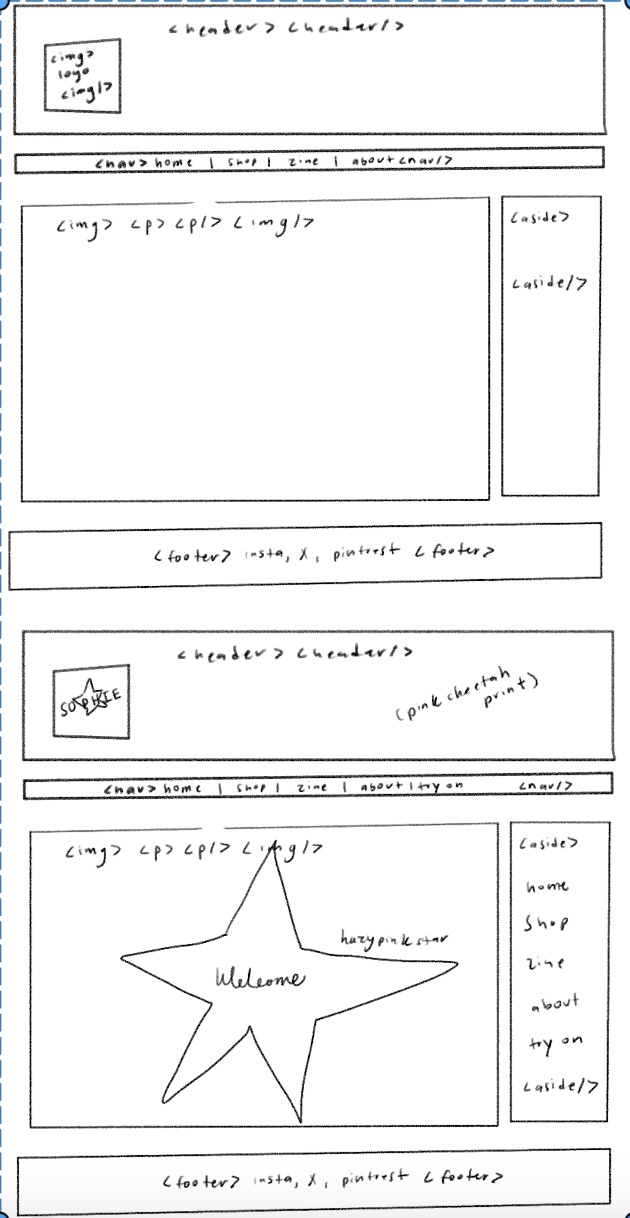 <header> <header/>
<img>
logo
<img/>
<nav> home | shop | zine | about <nav/>
<img> <p> <p/> <img/>
<aside>
<aside/>
<footer> insta, X, pintrest <footer>
<header> <header/>
SOPHIE
(pink cheetah
print)
<nav> home | shop | zine | about | try on <nav/>
<img> <p> <p/> <img/>
hazy pink star
Welcome
<aside>
home
shop
zine
about
try on
<aside/>
<footer> insta, X, pintrest <footer>